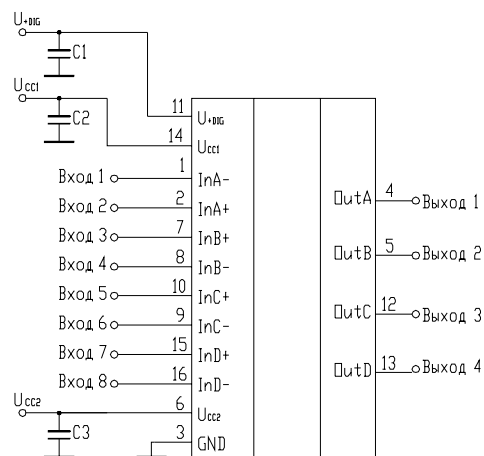 U+DIG
C1
Ucc1
C2
11 U+DIG
14 Ucc1
Вход 1 1 InA-
Вход 2 2 InA+
Вход 3 7 InB+
Вход 4 8 InB-
Вход 5 10 InC+
Вход 6 9 InC-
Вход 7 15 InD+
Вход 8 16 InD-
Ucc2 6 Ucc2
C3
3 GND
OutA 4 Выход 1
OutB 5 Выход 2
OutC 12 Выход 3
OutD 13 Выход 4